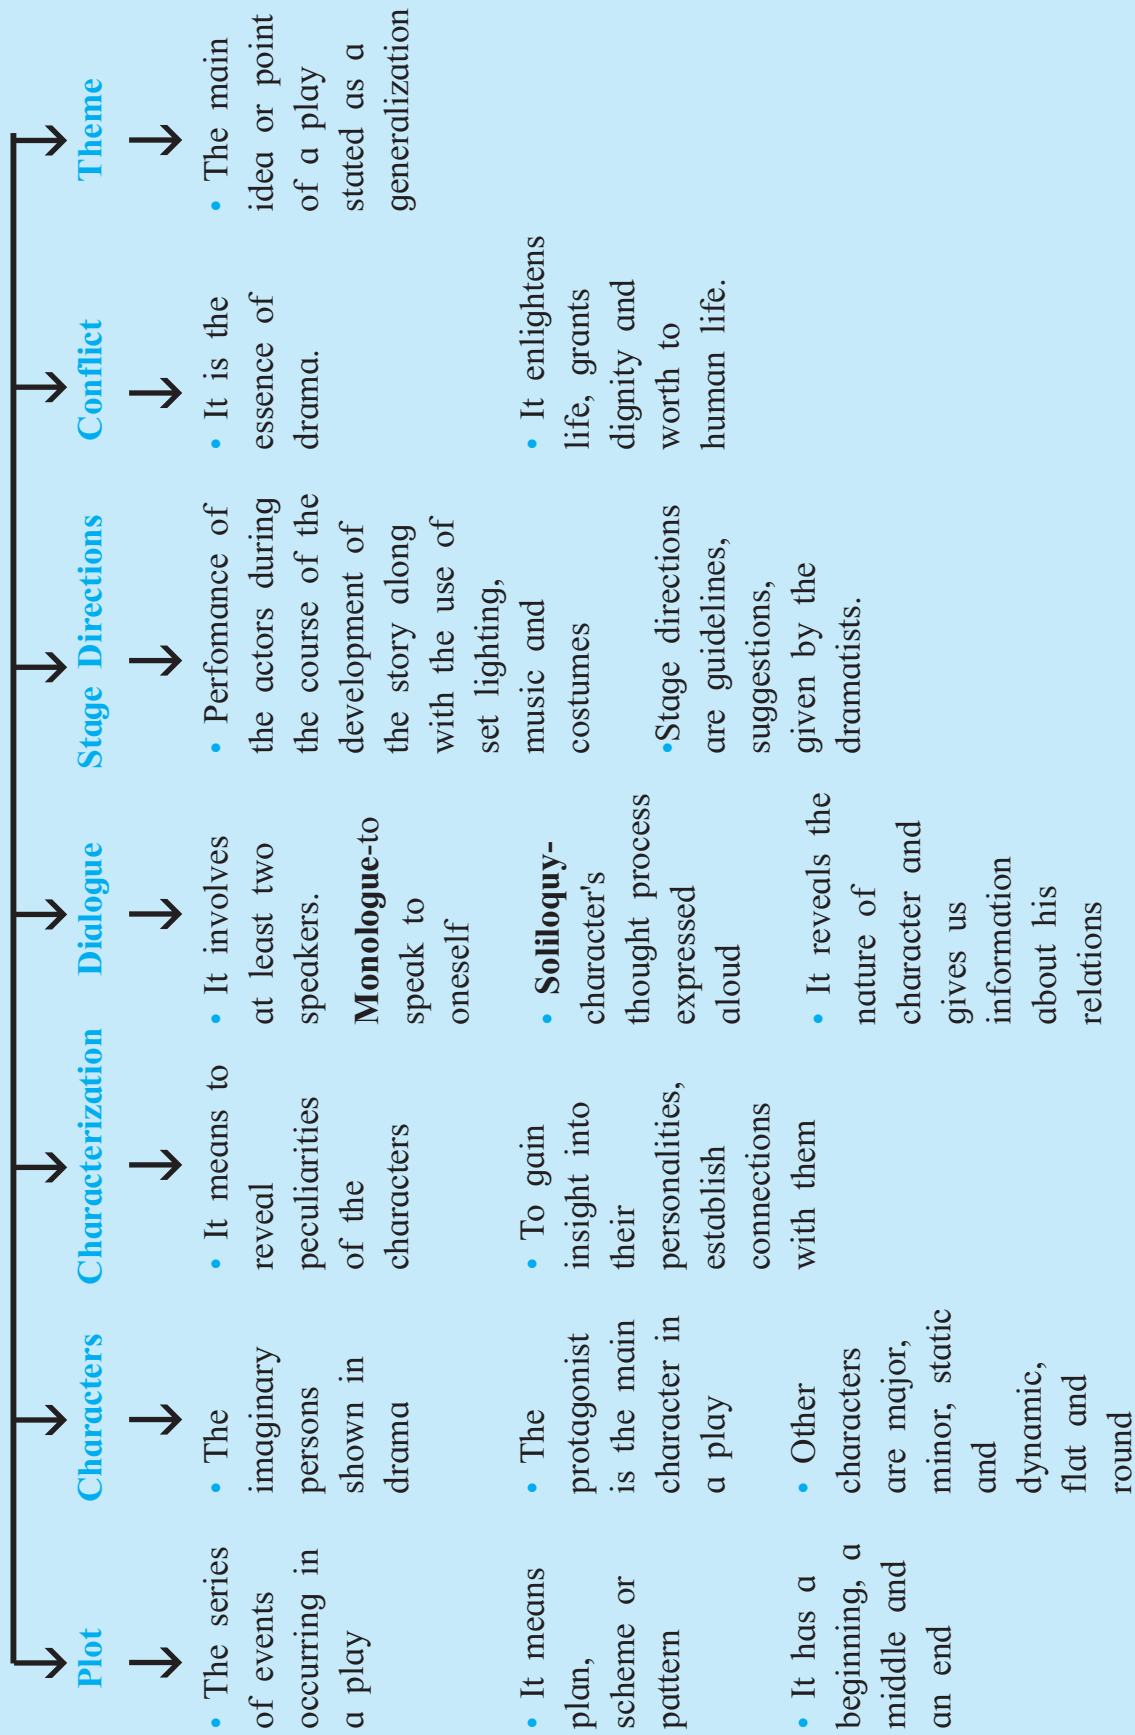 Plot
• The series
of events
occurring in
a play
• It means
plan,
scheme or
pattern
• It has a
beginning, a
middle and
an end
Characters
• The
imaginary
persons
shown in
drama
• The
protagonist
is the main
character in
a play
• Other
characters
are major,
minor, static
and
dynamic,
flat and
round
Characterization
• It means to
reveal
peculiarities
of the
characters
• To gain
insight into
their
personalities,
establish
connections
with them
Dialogue
• It involves
at least two
speakers.
Monologue-to
speak to
oneself
• Soliloquy-
character's
thought process
expressed
aloud
• It reveals the
nature of
character and
gives us
information
about his
relations
Stage Directions
• Perfomance of
the actors during
the course of the
development of
the story along
with the use of
set lighting,
music and
costumes
•Stage directions
are guidelines,
suggestions,
given by the
dramatists.
Conflict
• It is the
essence of
drama.
• It enlightens
life, grants
dignity and
worth to
human life.
Theme
• The main
idea or point
of a play
stated as a
generalization